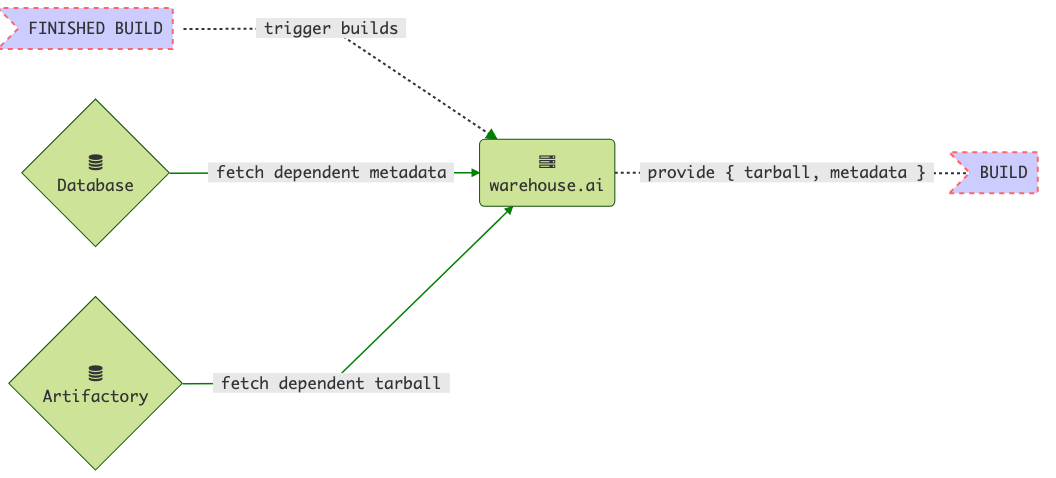 FINISHED BUILD
trigger builds
Database
fetch dependent metadata
warehouse.ai
provide { tarball, metadata }
BUILD
Artifactory
fetch dependent tarball